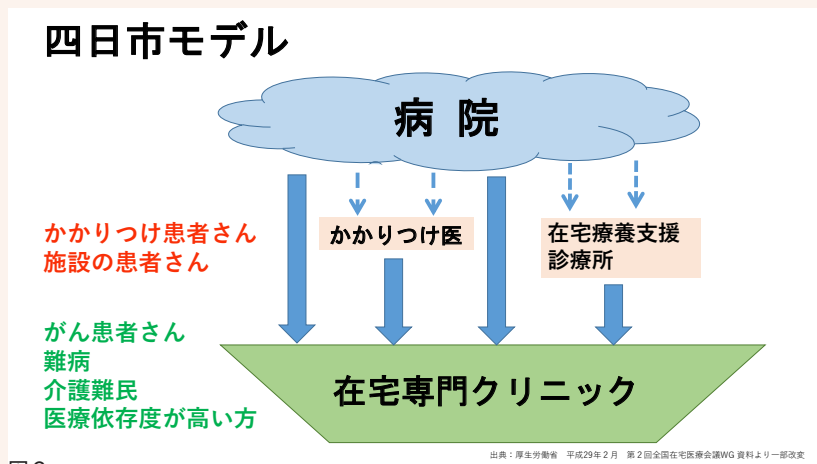 四日市モデル
病 院
かかりつけ患者さん
施設の患者さん
かかりつけ医
在宅療養支援
診療所
がん患者さん
難病
介護難民
医療依存度が高い方
在宅専門クリニック
出典：厚生労働省 平成29年２月 第２回全国在宅医療会議WG 資料より一部改変